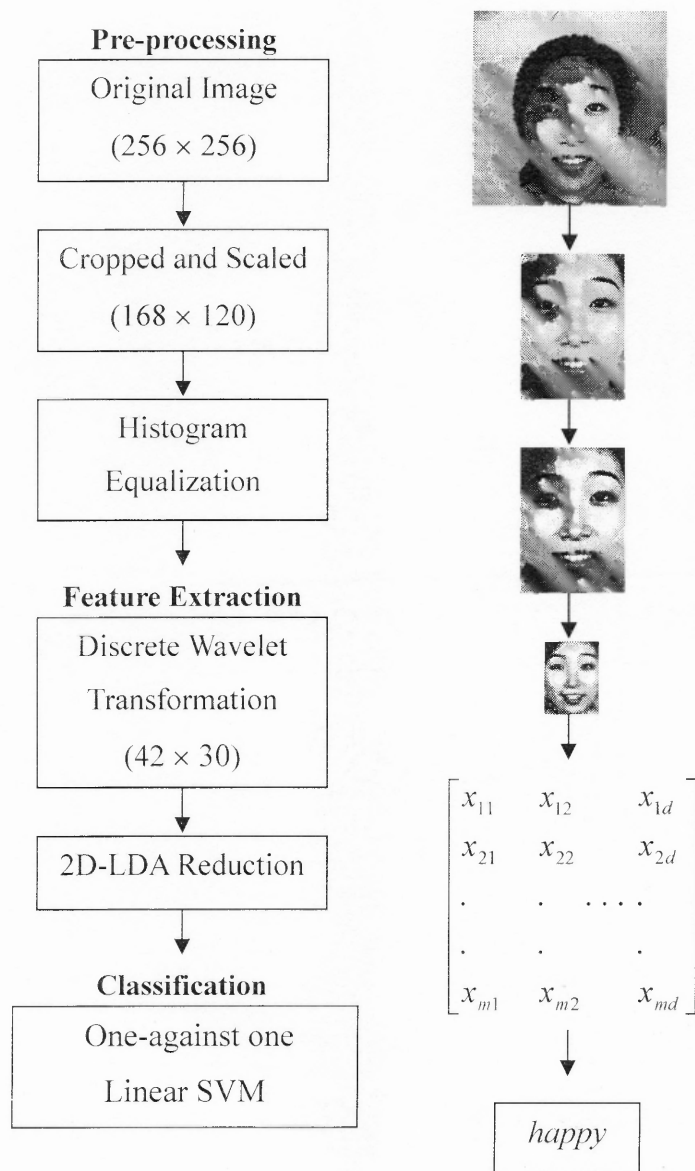 Pre-processing
Original Image
(256 × 256)
Cropped and Scaled
(168 × 120)
Histogram
Equalization
Feature Extraction
Discrete Wavelet
Transformation
(42 × 30)
2D-LDA Reduction
Classification
One-against one
Linear SVM
x11 x12 x1d
x21 x22 x2d
. . . . . .
. . .
xm1 xm2 xmd
happy